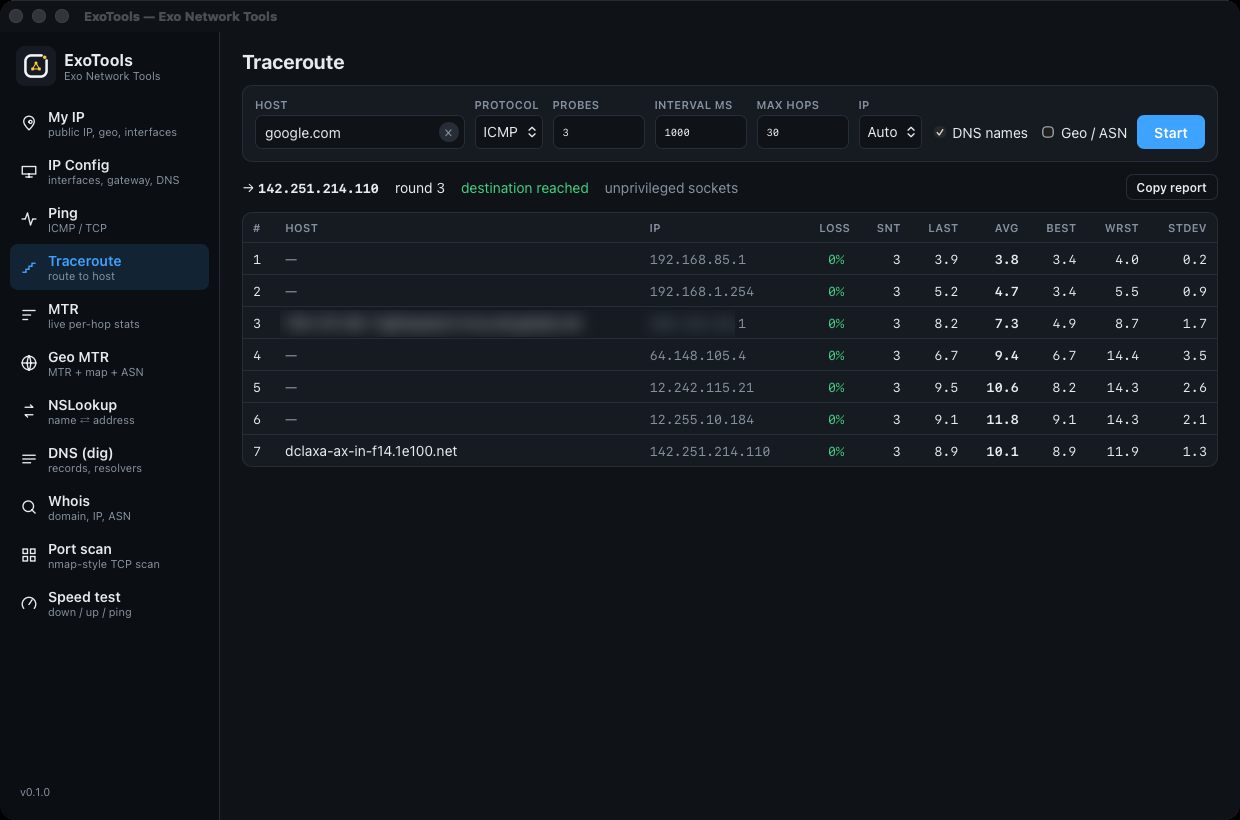 ExoTools — Exo Network Tools
ExoTools
Exo Network Tools
My IP
public IP, geo, interfaces
IP Config
interfaces, gateway, DNS
Ping
ICMP / TCP
Traceroute
route to host
MTR
live per-hop stats
Geo MTR
MTR + map + ASN
NSLookup
name ⇄ address
DNS (dig)
records, resolvers
Whois
domain, IP, ASN
Port scan
nmap-style TCP scan
Speed test
down / up / ping
v0.1.0
Traceroute
HOST PROTOCOL PROBES INTERVAL MS MAX HOPS IP
google.com x ICMP 3 1000 30 Auto DNS names Geo / ASN Start
→ 142.251.214.110 round 3 destination reached unprivileged sockets Copy report
# HOST IP LOSS SNT LAST AVG BEST WRST STDEV
1 — 192.168.85.1 0% 3 3.9 3.8 3.4 4.0 0.2
2 — 192.168.1.254 0% 3 5.2 4.7 3.4 5.5 0.9
3 1 0% 3 8.2 7.3 4.9 8.7 1.7
4 — 64.148.105.4 0% 3 6.7 9.4 6.7 14.4 3.5
5 — 12.242.115.21 0% 3 9.5 10.6 8.2 14.3 2.6
6 — 12.255.10.184 0% 3 9.1 11.8 9.1 14.3 2.1
7 dclaxa-ax-in-f14.1e100.net 142.251.214.110 0% 3 8.9 10.1 8.9 11.9 1.3